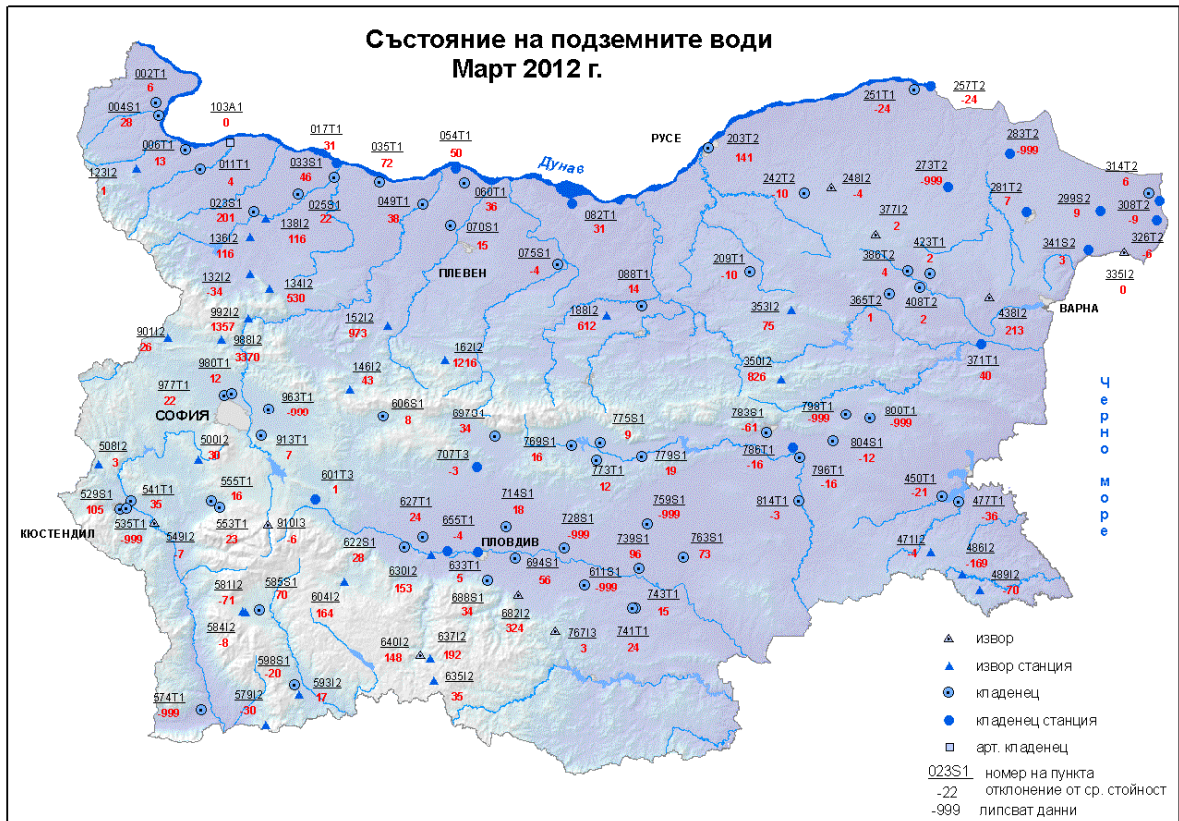 Състояние на подземните води
Март 2012 г.
002T1
6
004S1
28
103A1
0
006T1
13
011T1
4
123I2
1
017T1
31
033S1
46
035T1
72
054T1
50
Дунав
РУСЕ
203T2
141
251T1
-24
257T2
-24
283T2
-999
273T2
-999
314T2
6
242T2
10
248I2
-4
281T2
7
299S2
9
308T2
-9
326T2
-6
023S1
201
025S1
22
049T1
38
060T1
36
082T1
31
136I2
116
138I2
116
070S1
15
ПЛЕВЕН
075S1
-4
377I2
2
423T1
2
386T2
4
341S2
3
335I2
0
209T1
-10
088T1
14
132I2
-34
134I2
530
365T2
1
408T2
2
438I2
213
ВАРНА
353I2
75
188I2
612
992I2
1357
152I2
973
901I2
26
988I2
3370
162I2
1216
350I2
826
371T1
40
980T1
12
146I2
43
977T1
22
СОФИЯ
963T1
-999
606S1
8
697S1
34
775S1
9
783S1
-61
798T1
-999
800T1
-999
Черно море
508I2
3
500I2
30
913T1
7
769S1
16
773T1
12
779S1
19
786T1
-16
804S1
-12
796T1
-16
707T3
-3
601T3
1
529S1
105
541T1
35
555T1
16
450T1
-21
477T1
-36
КЮСТЕНДИЛ
535T1
-999
549I2
7
553T1
23
910I3
-6
627T1
24
714S1
18
655T1
-4
728S1
-999
759S1
-999
814T1
-3
ПЛОВДИВ
622S1
28
739S1
96
763S1
73
471I2
4
486I2
-169
489I2
-70
630I2
153
633T1
5
694S1
56
611S1
-999
581I2
-71
585S1
70
604I2
164
688S1
34
682I2
324
743T1
15
584I2
-8
640I2
148
637I2
192
767I3
3
741T1
24
598S1
-20
635I2
35
574T1
-999
579I2
-30
593I2
17
извор
извор станция
кладенец
кладенец станция
арт. кладенец
023S1 номер на пункта
-22 отклонение от ср. стойност
-999 липсват данни